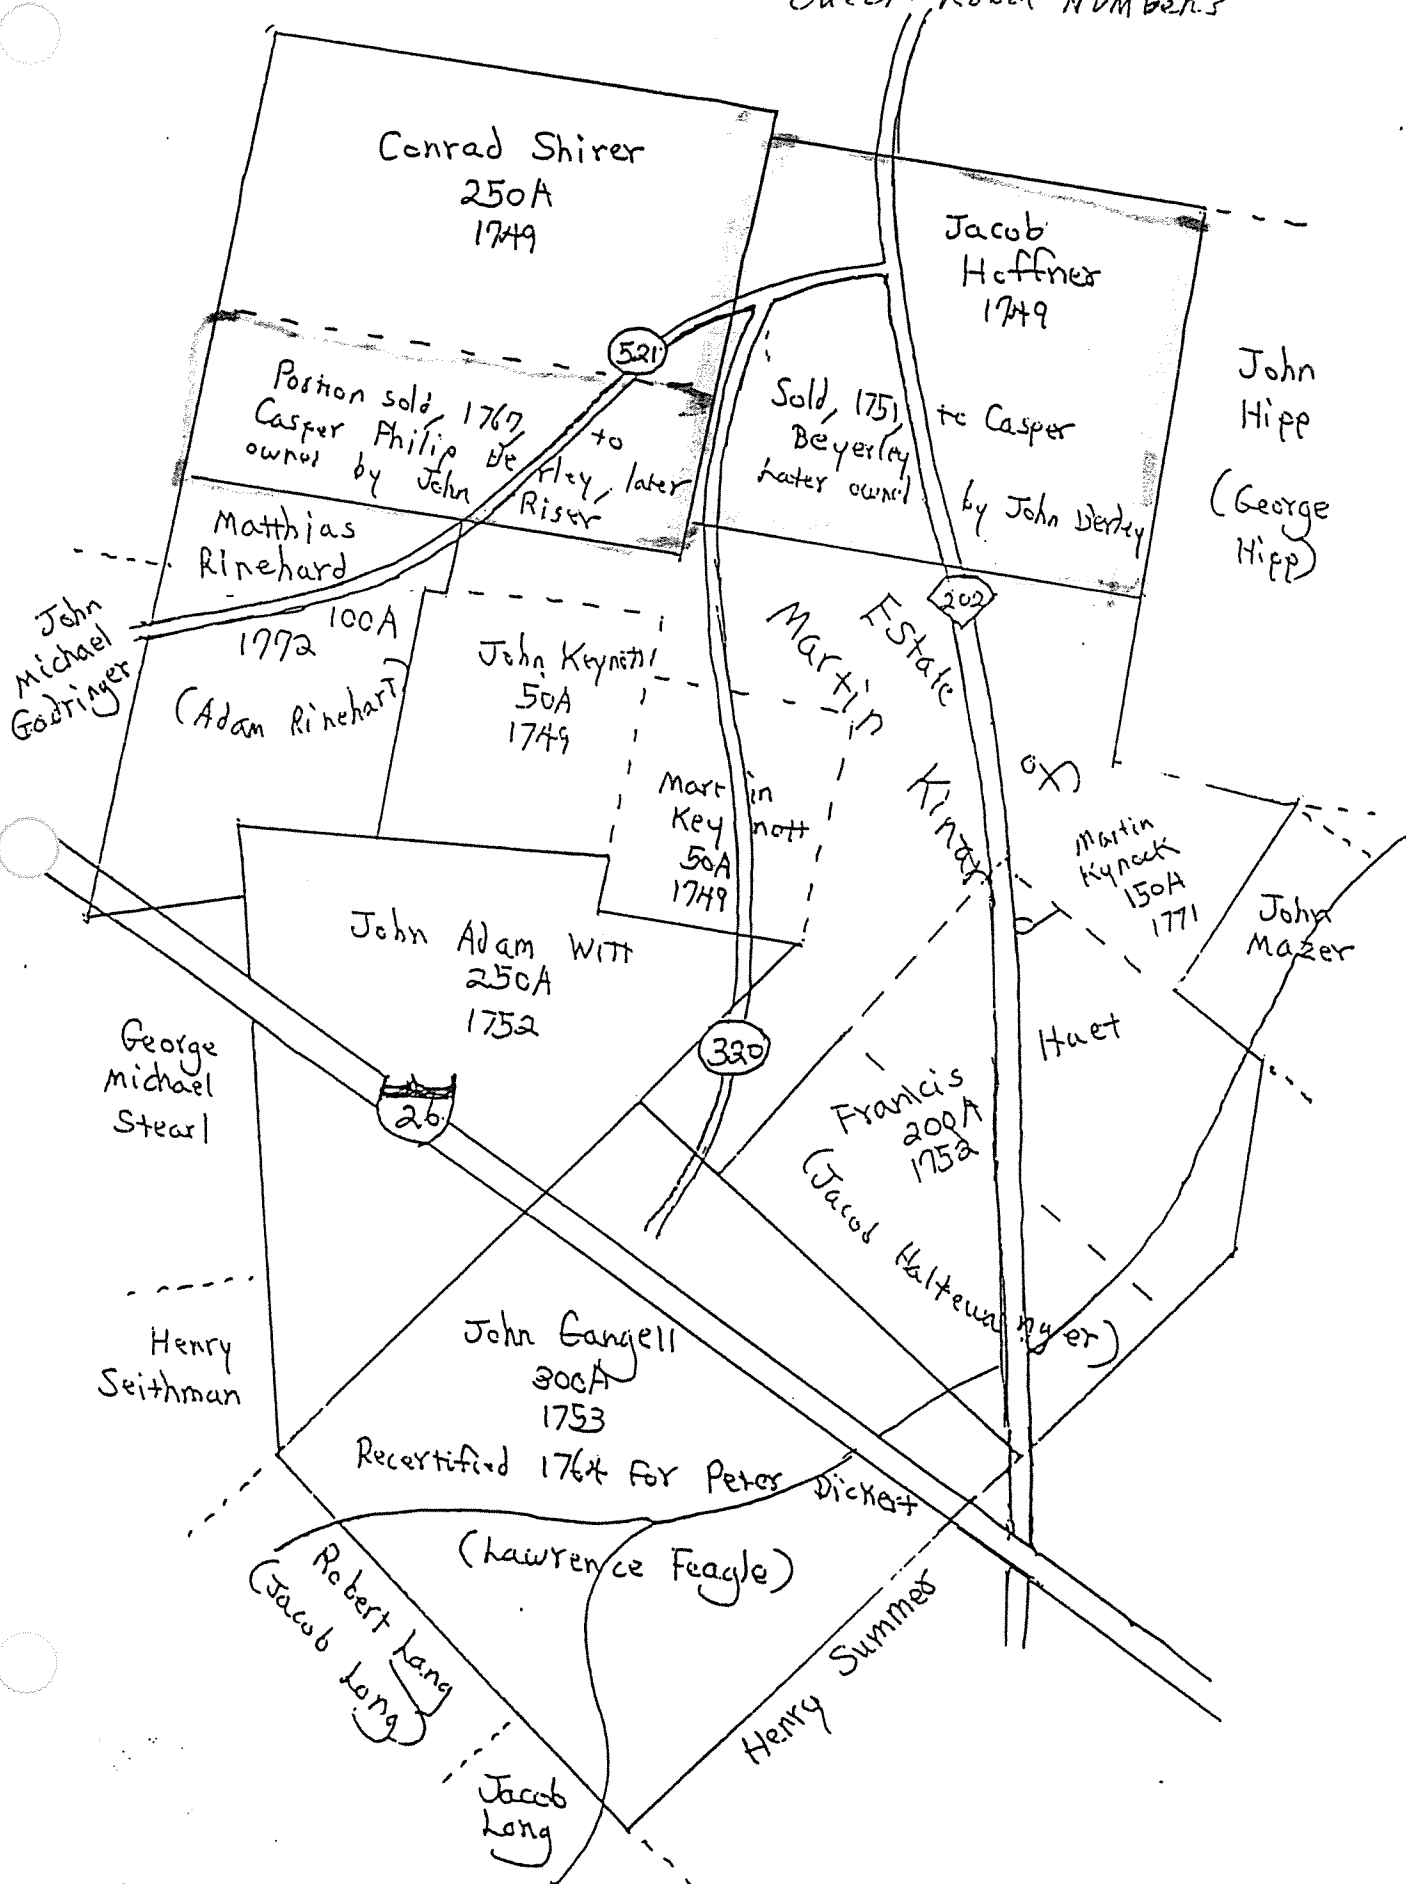 Road Numbers
Conrad Shirer
250A
1749
Jacob
Hoffner
1749
John
Hipp
(George
Hipp)
521
Portion sold, 1767, to
Casper Philip Derley, later
owned by John Riser
Sold, 1751, to Casper
Beyerley
Later owned by John Derley
Matthias
Rinehard
100A
1772
(Adam Rinehart)
John
Michael
Godringer
John Keynott
50A
1749
202
Estate of
Martin Kinar
Martin
Keynott
50A
1749
Martin
Kynock
150A
1771
John
Mazer
John Adam Witt
250A
1752
320
George
Michael
Stearl
26
Francis Huet
200A
1752
(Jacob Haltewanger)
Henry
Seithman
John Gangell
300A
1753
Recertified 1764 For Peter Dickert
(Lawrence Feagle)
Robert Lang
(Jacob Long)
Henry Summer
Jacob
Long